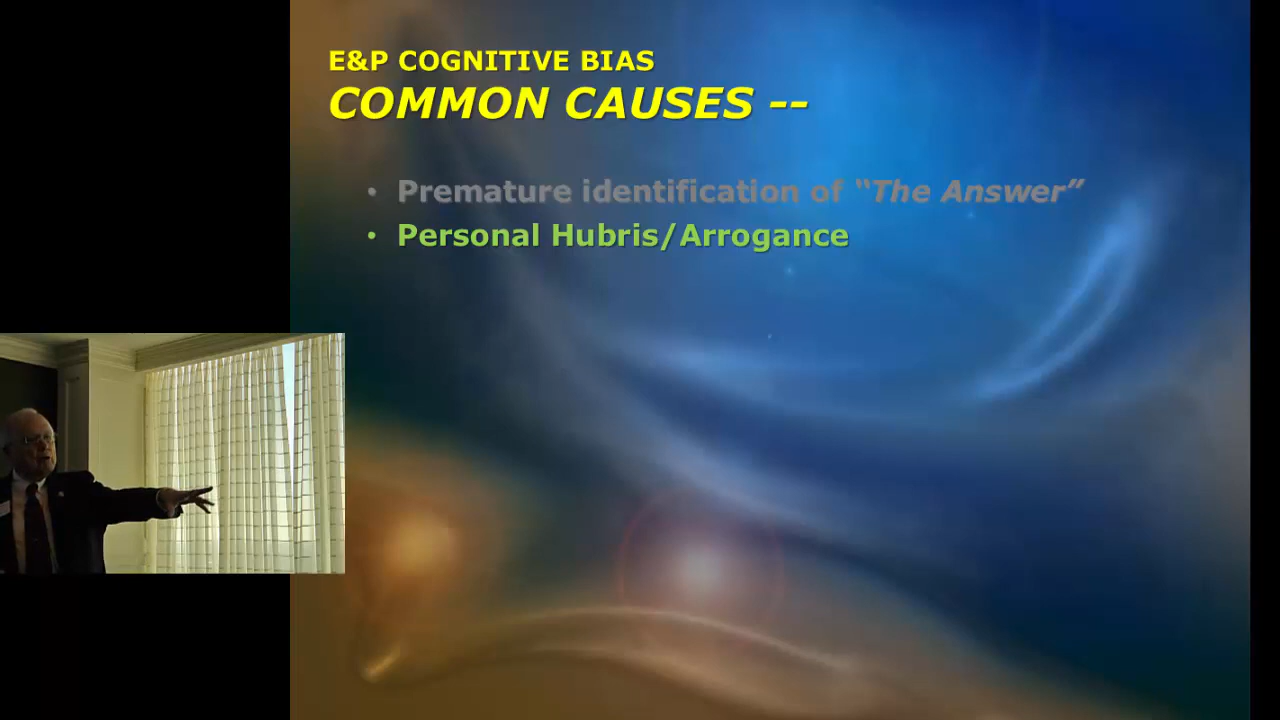 E&P COGNITIVE BIAS
COMMON CAUSES --
• Premature identification of “The Answer”
• Personal Hubris/Arrogance